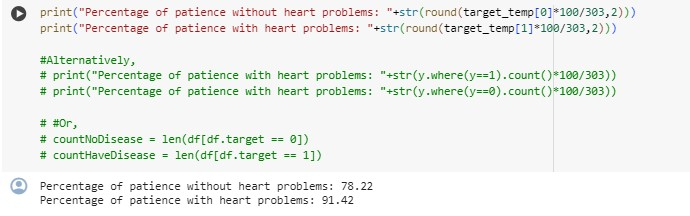 print("Percentage of patience without heart problems: "+str(round(target_temp[0]*100/303,2)))
print("Percentage of patience with heart problems: "+str(round(target_temp[1]*100/303,2)))
#Alternatively,
# print("Percentage of patience with heart problems: "+str(y.where(y==1).count()*100/303))
# print("Percentage of patience with heart problems: "+str(y.where(y==0).count()*100/303))
# #Or,
# countNoDisease = len(df[df.target == 0])
# countHaveDisease = len(df[df.target == 1])
Percentage of patience without heart problems: 78.22
Percentage of patience with heart problems: 91.42